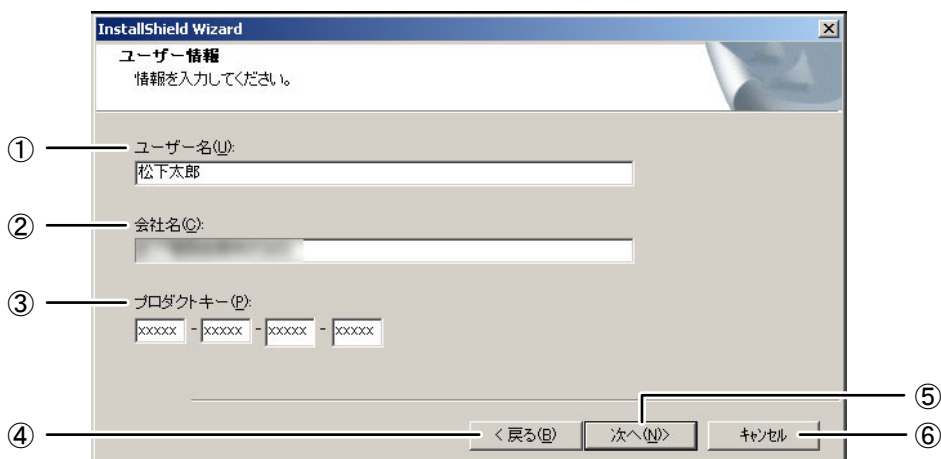 InstallShield Wizard
ユーザー情報
情報を入力してください。
① ユーザー名(U):
松下太郎
② 会社名(C):
③ プロダクトキー(P):
xxxxx - xxxxx - xxxxx - xxxxx
⑤
④ < 戻る(B) 次へ(N)> キャンセル ⑥